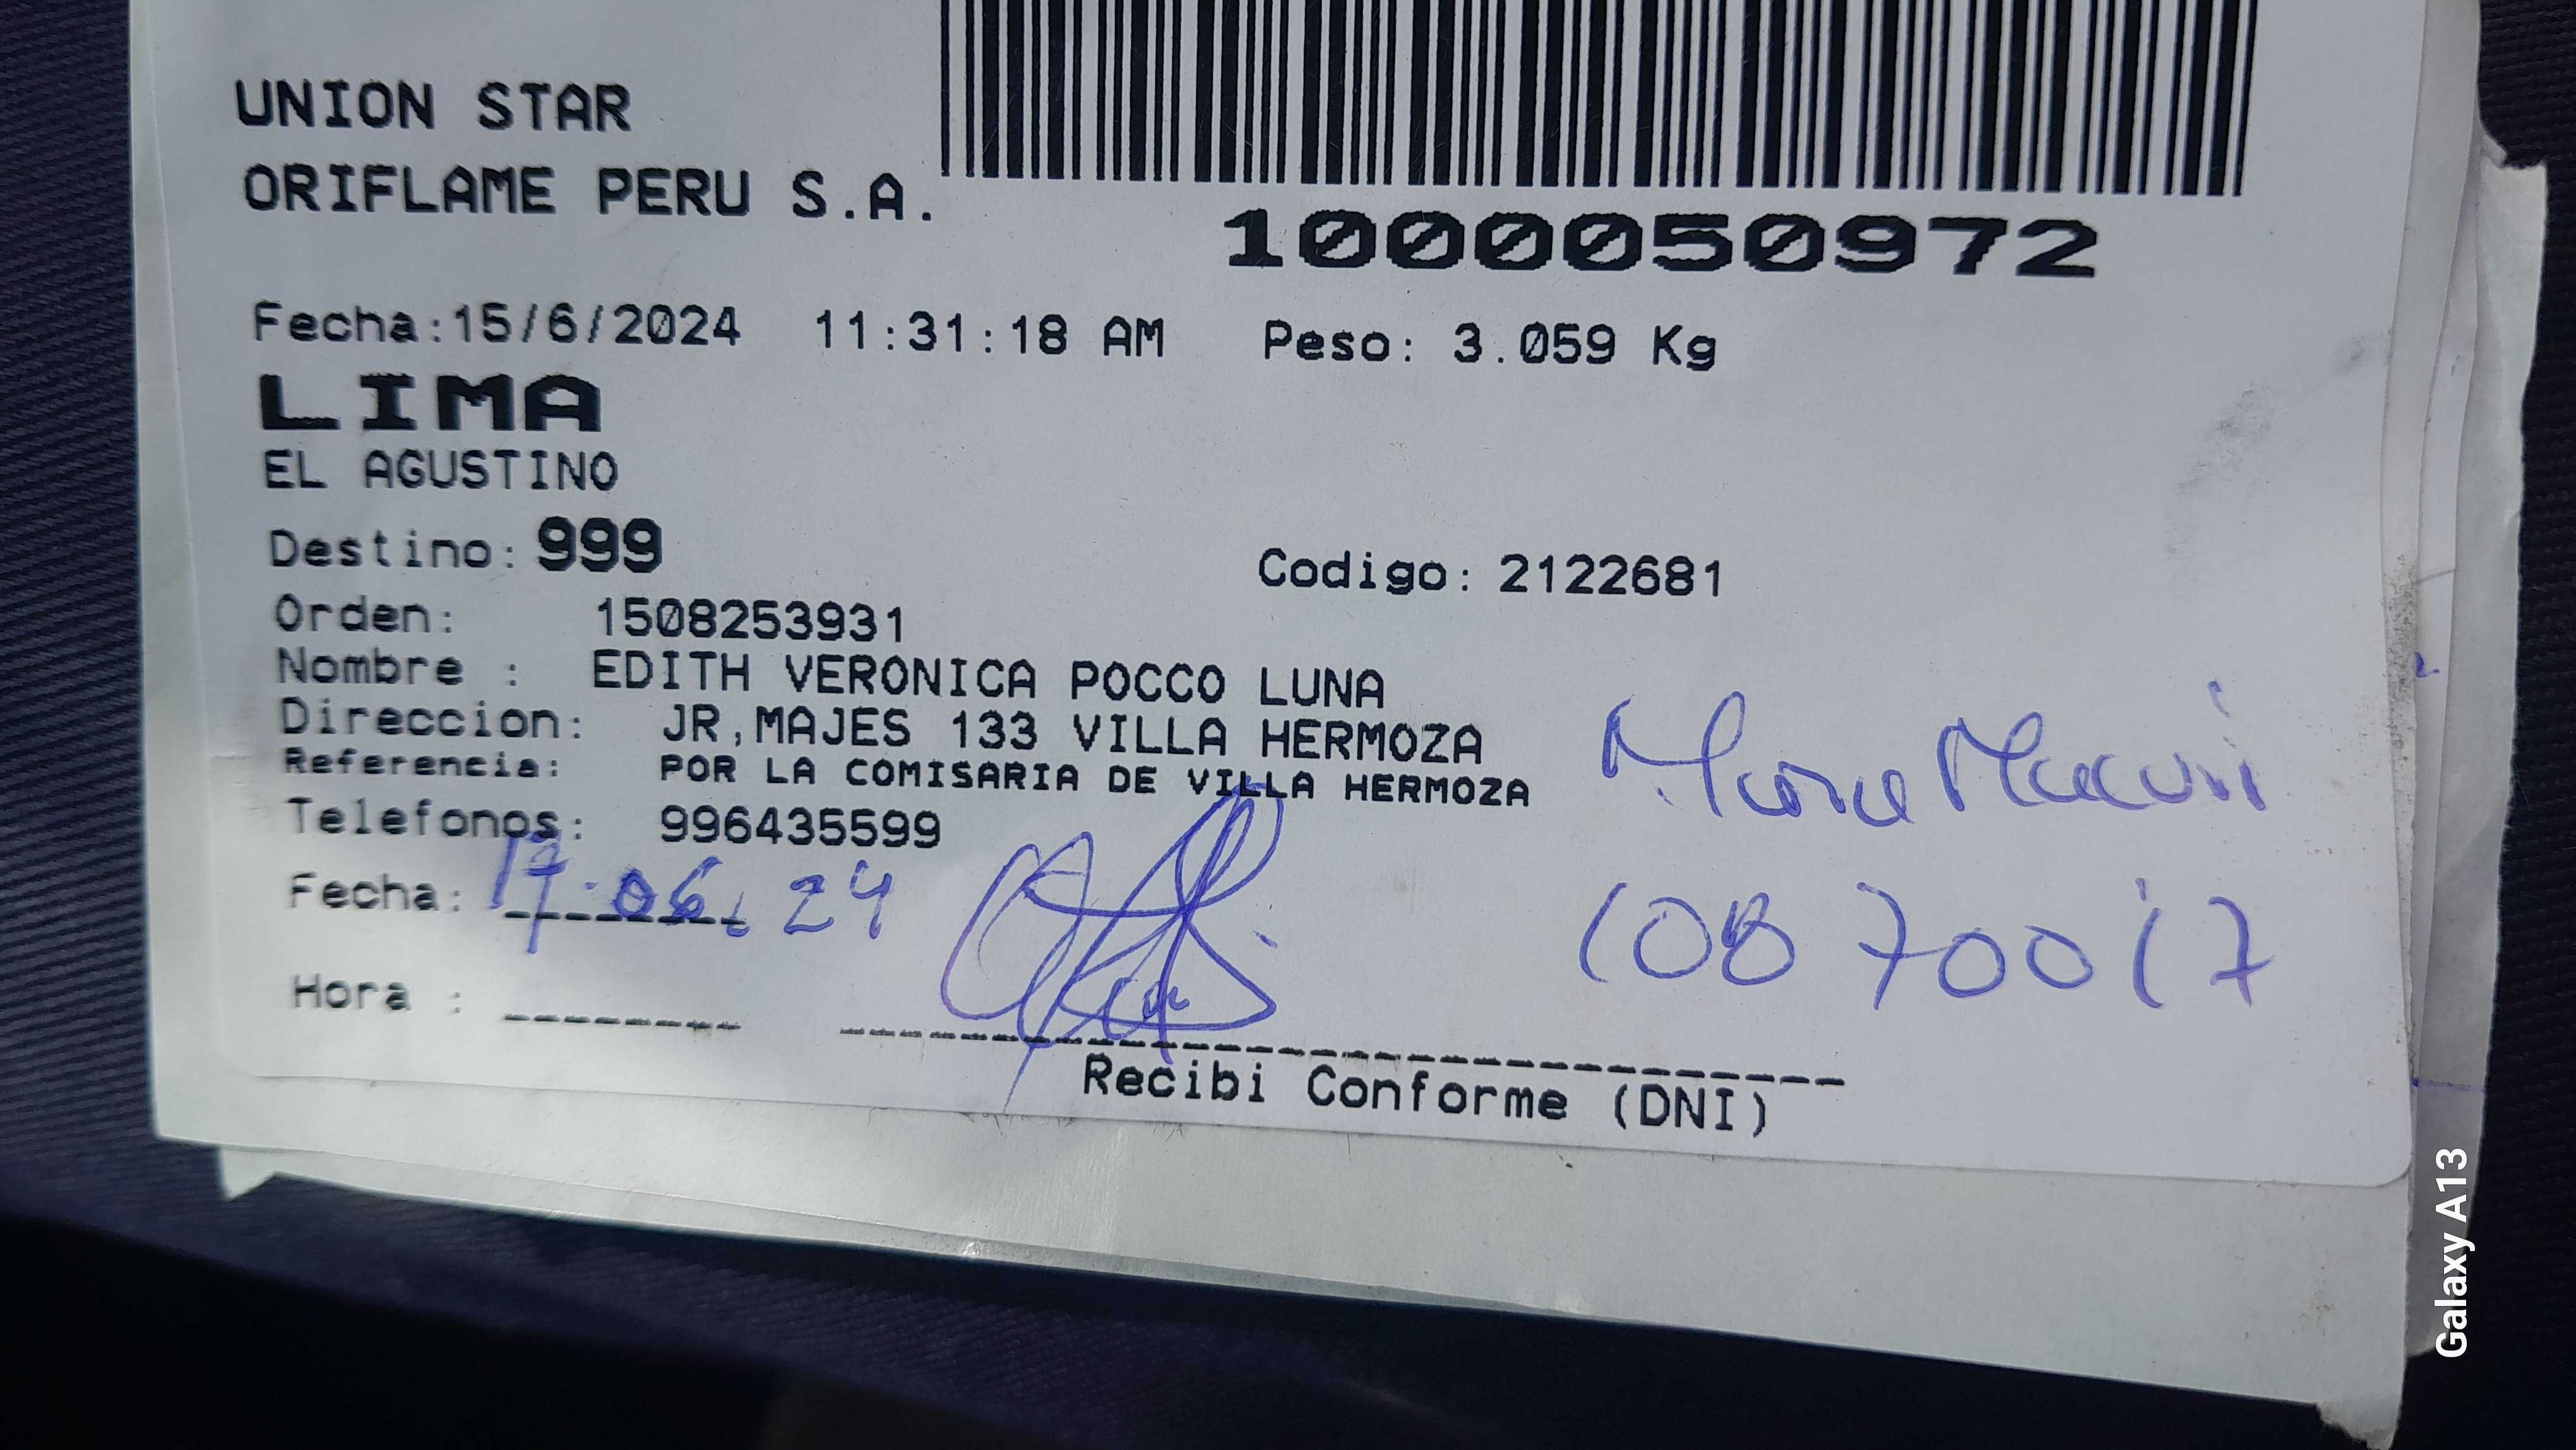 UNION STAR
ORIFLAME PERU S.A.
1000050972
Fecha:15/6/2024 11:31:18 AM Peso: 3.059 Kg
LIMA
EL AGUSTINO
Destino: 999 Codigo: 2122681
Orden: 1508253931
Nombre : EDITH VERONICA POCCO LUNA
Direccion: JR,MAJES 133 VILLA HERMOZA
Referencia: POR LA COMISARIA DE VILLA HERMOZA
Telefonos: 996435599
Fecha: 17.06.24
10870017
Hora :
Recibi Conforme (DNI)
Galaxy A13